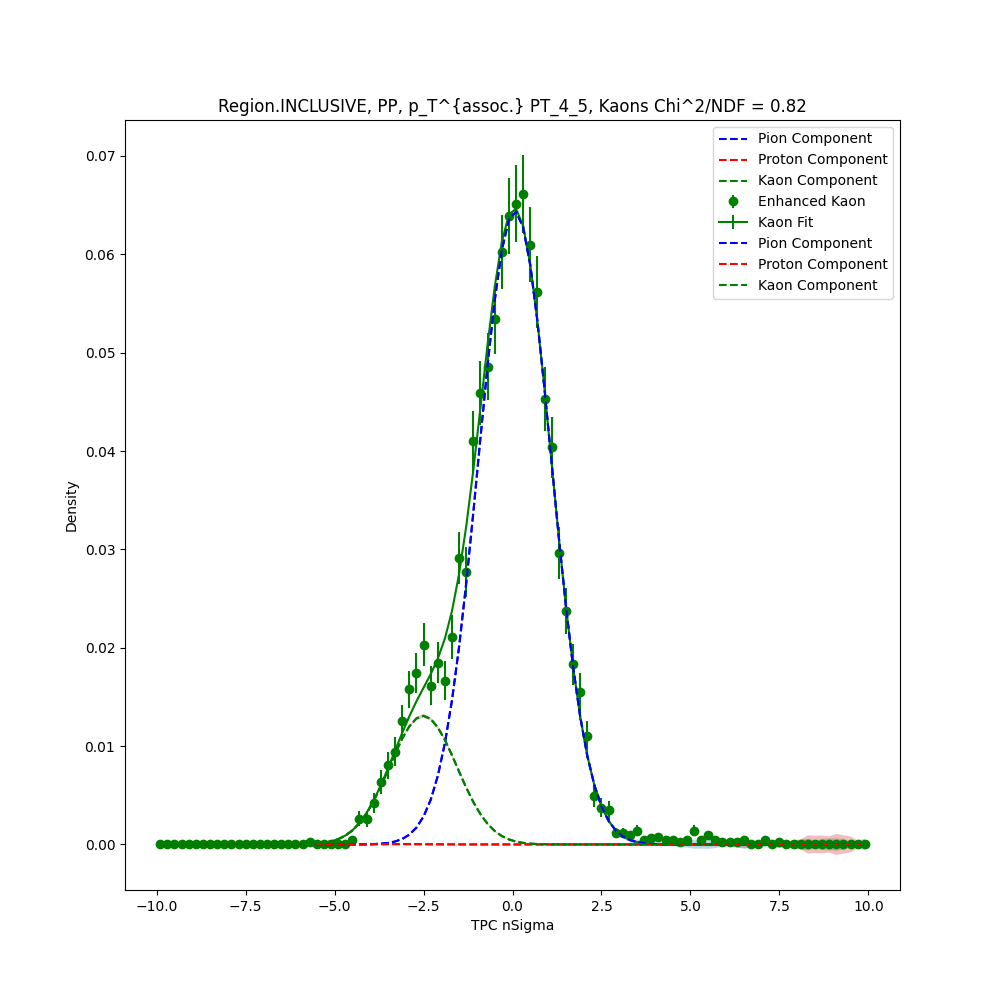 Region.INCLUSIVE, PP, p_T^{assoc.} PT_4_5, Kaons Chi^2/NDF = 0.82
Pion Component
Proton Component
Kaon Component
Enhanced Kaon
Kaon Fit
Pion Component
Proton Component
Kaon Component
Density
0.07
0.06
0.05
0.04
0.03
0.02
0.01
0.00
−10.0 −7.5 −5.0 −2.5 0.0 2.5 5.0 7.5 10.0
TPC nSigma